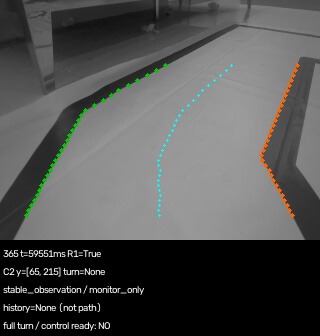 365 t=59551ms R1=True
C2 y=[65, 215] turn=None
stable_observation / monitor_only
history=None (not path)
full turn / control ready: NO